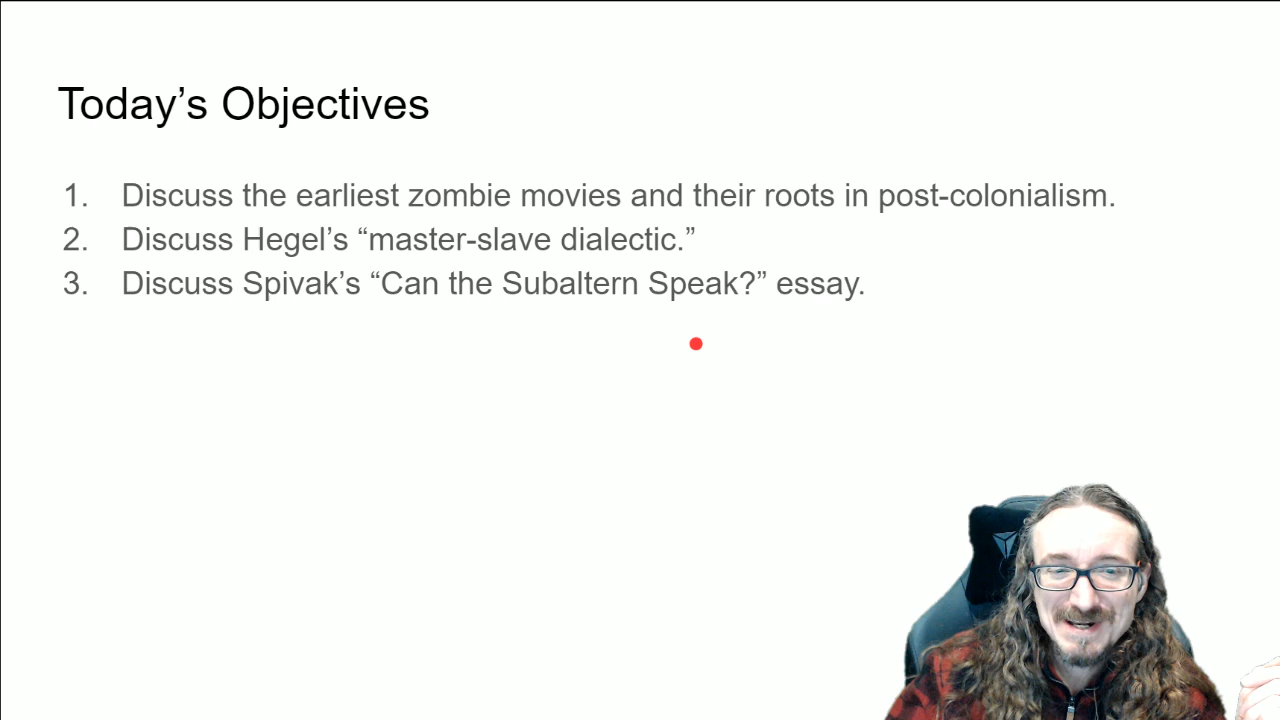 Today’s Objectives
1. Discuss the earliest zombie movies and their roots in post-colonialism.
2. Discuss Hegel’s “master-slave dialectic.”
3. Discuss Spivak’s “Can the Subaltern Speak?” essay.